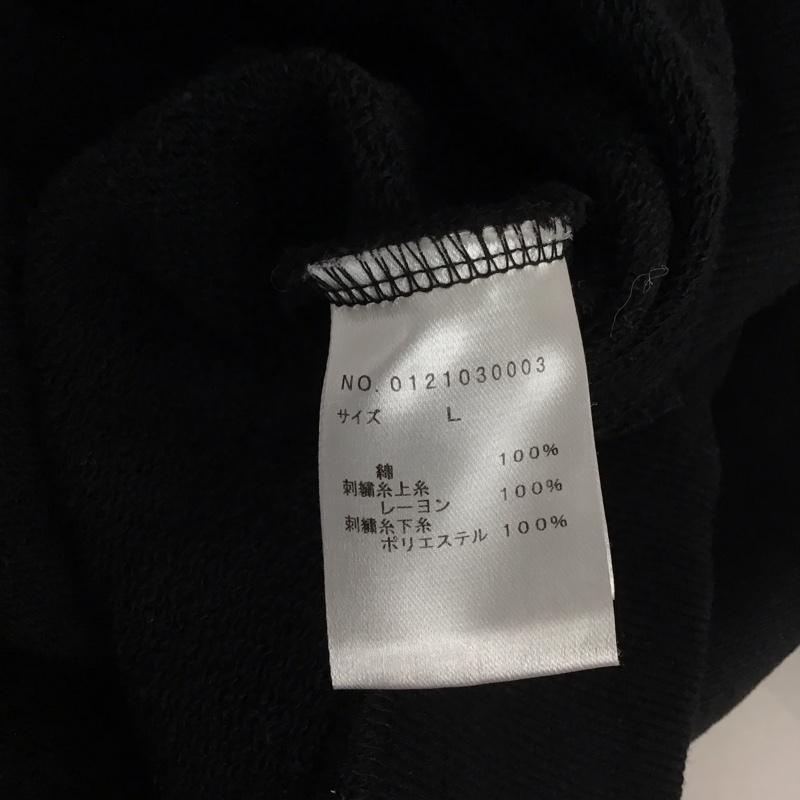 NO. 0121030003
サイズ L
綿 100%
刺繍糸上糸
レーヨン 100%
刺繍糸下糸
ポリエステル 100%